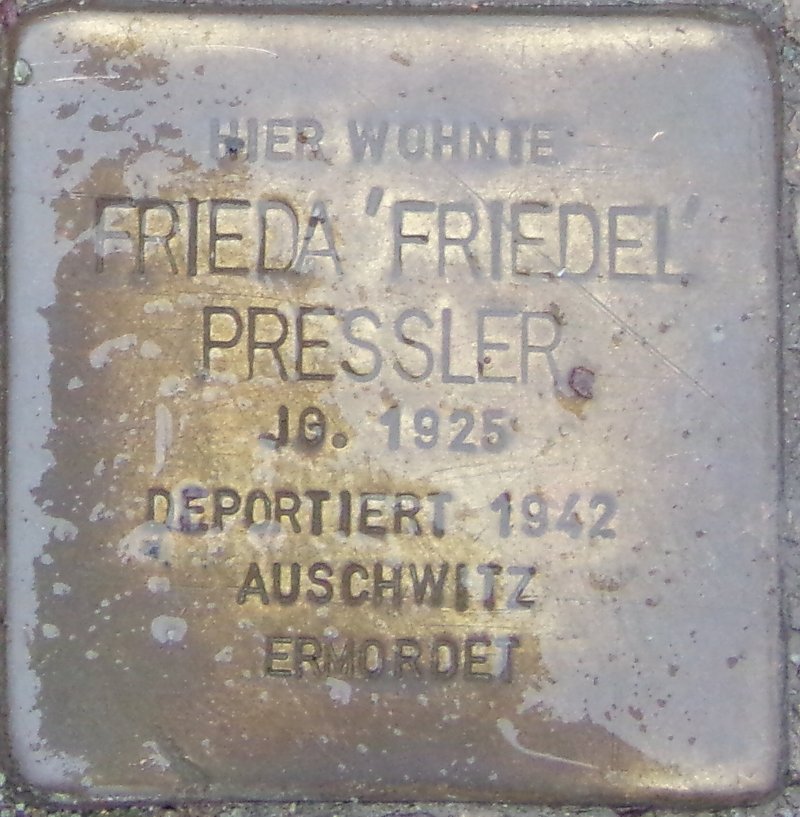 HIER WOHNTE
FRIEDA 'FRIEDEL'
PRESSLER
JG. 1925
DEPORTIERT 1942
AUSCHWITZ
ERMORDET